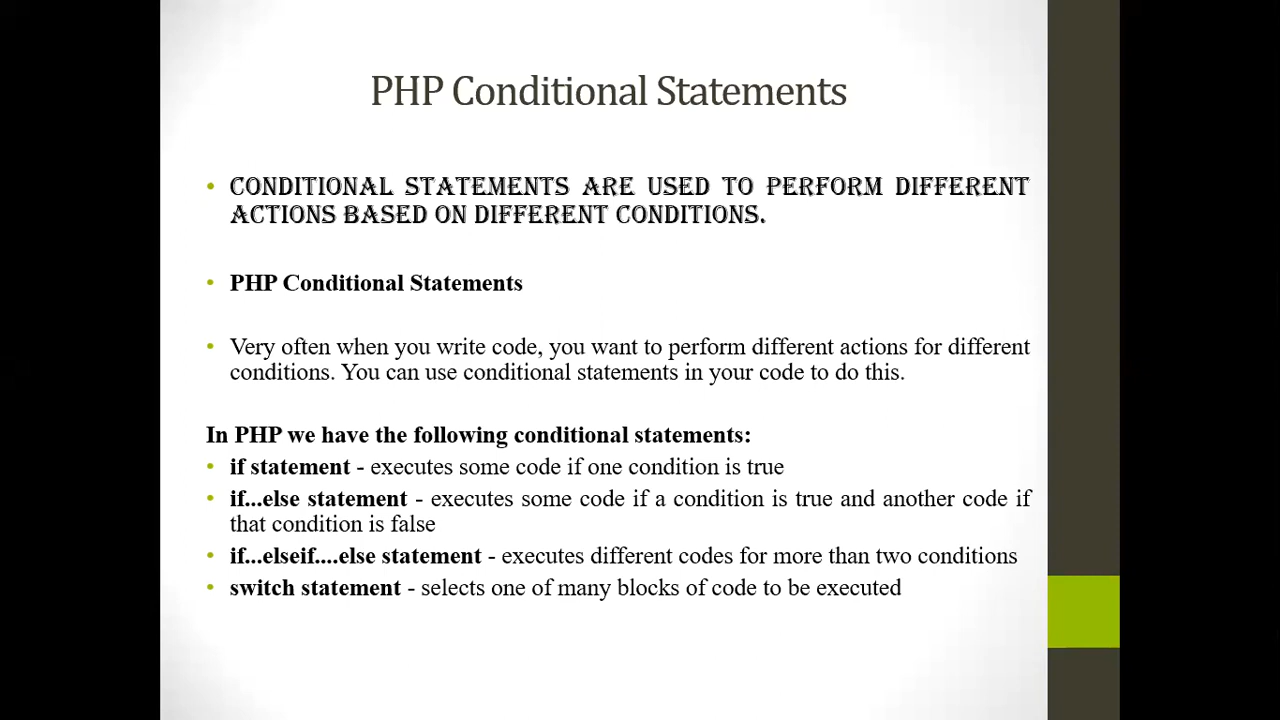 PHP Conditional Statements
• CONDITIONAL STATEMENTS ARE USED TO PERFORM DIFFERENT
ACTIONS BASED ON DIFFERENT CONDITIONS.
• PHP Conditional Statements
• Very often when you write code, you want to perform different actions for different
conditions. You can use conditional statements in your code to do this.
In PHP we have the following conditional statements:
• if statement - executes some code if one condition is true
• if...else statement - executes some code if a condition is true and another code if
that condition is false
• if...elseif....else statement - executes different codes for more than two conditions
• switch statement - selects one of many blocks of code to be executed